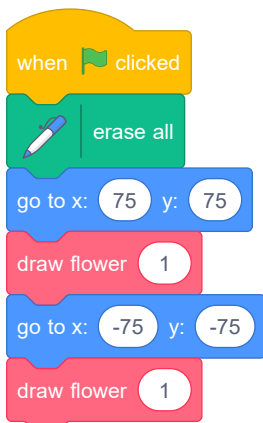 when clicked
erase all
go to x: 75 y: 75
draw flower 1
go to x: -75 y: -75
draw flower 1